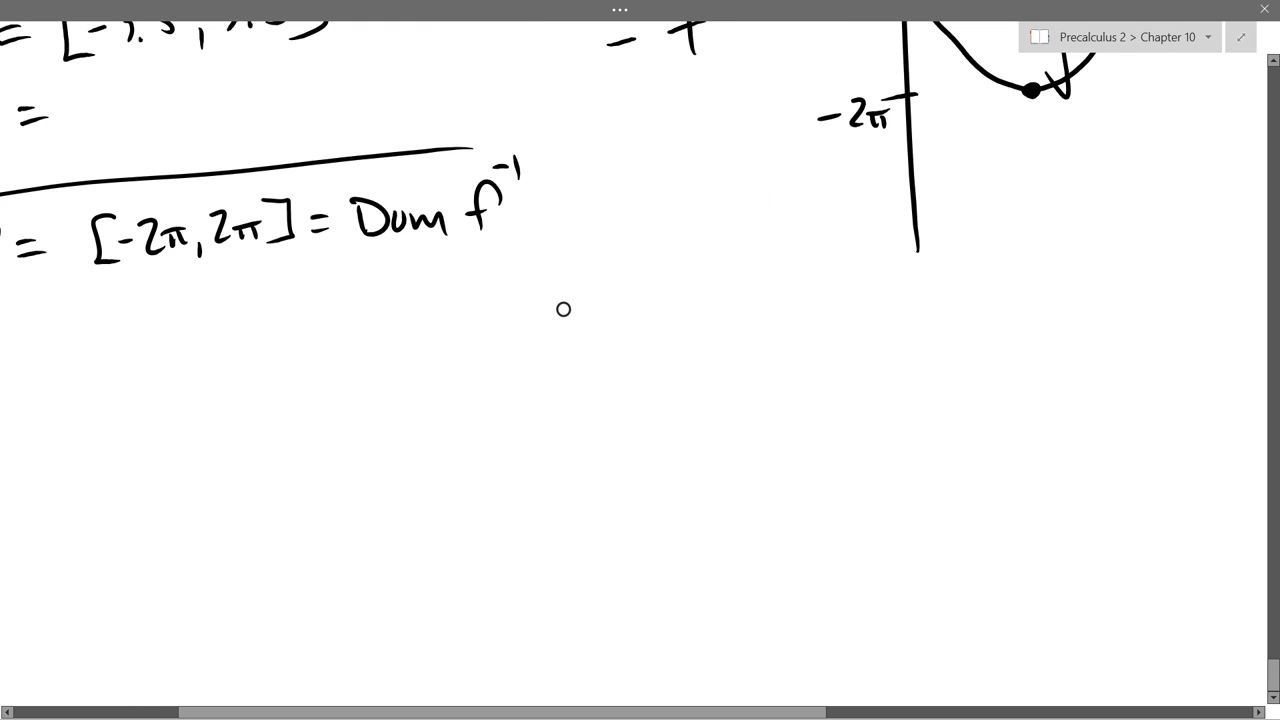 Precalculus 2 > Chapter 10
- 2π
=
= [-2π, 2π] = Dom f⁻¹